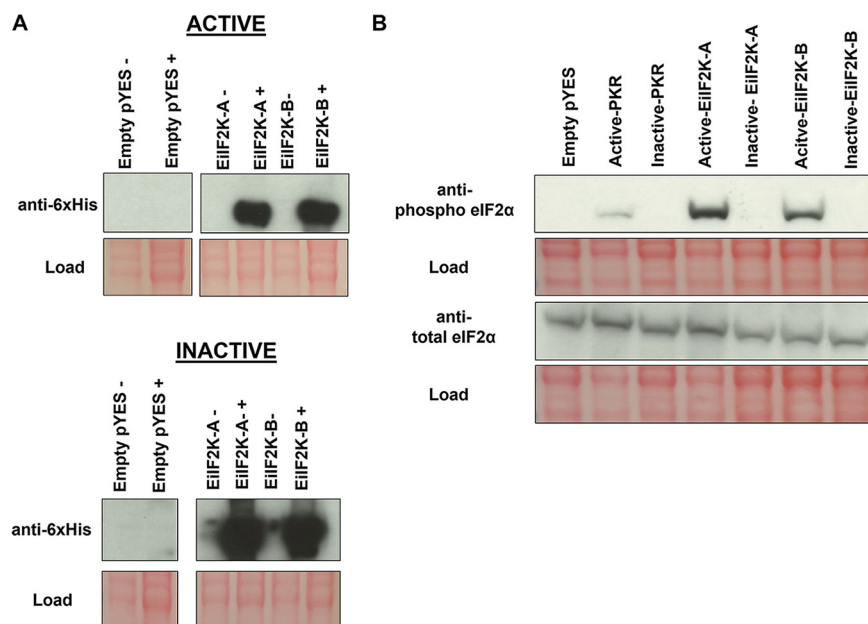 A
ACTIVE
Empty pYES -
Empty pYES +
EiIF2K-A -
EiIF2K-A +
EiIF2K-B-
EiIF2K-B +
anti-6xHis
Load
INACTIVE
Empty pYES -
Empty pYES +
EiIF2K-A -
EiIF2K-A- +
EiIF2K-B-
EiIF2K-B +
anti-6xHis
Load
B
Empty pYES
Active-PKR
Inactive-PKR
Active-EiIF2K-A
Inactive- EiIF2K-A
Acitve-EiIF2K-B
Inactive-EiIF2K-B
anti-
phospho eIF2α
Load
anti-
total eIF2α
Load